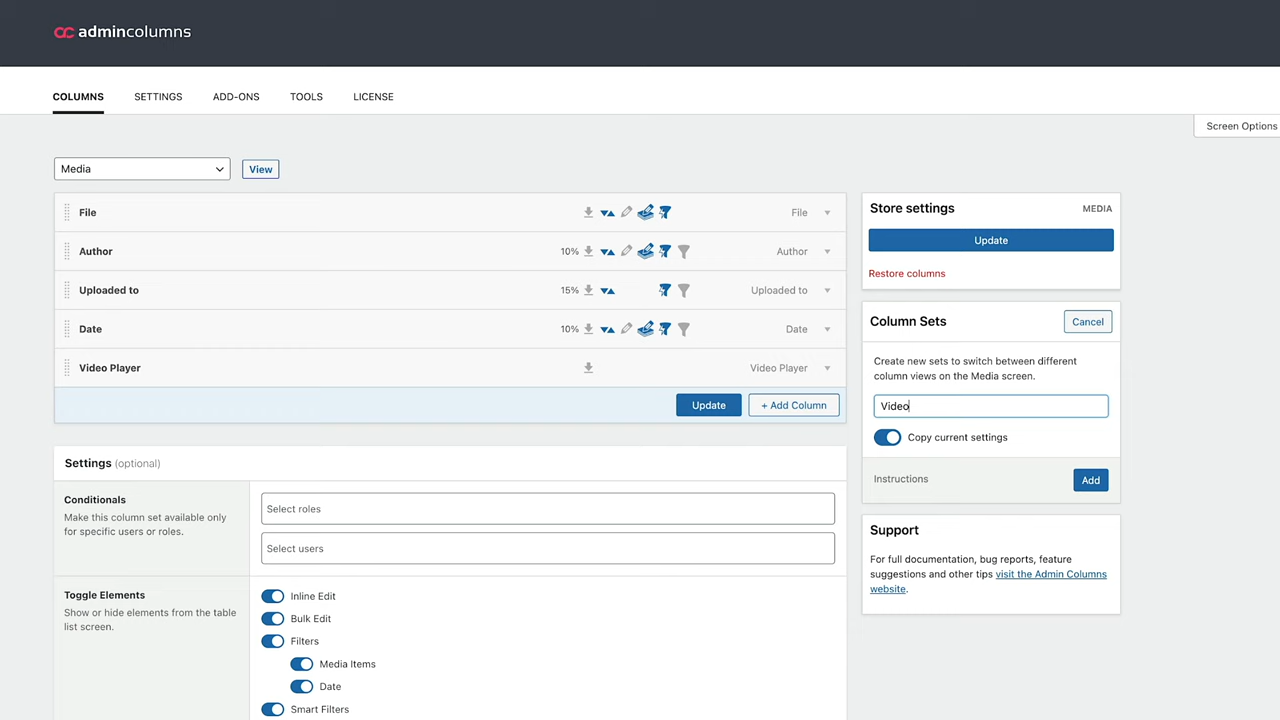 admincolumns
COLUMNS SETTINGS ADD-ONS TOOLS LICENSE
Screen Options
Media View
File File
Author 10% Author
Uploaded to 15% Uploaded to
Date 10% Date
Video Player Video Player
Update + Add Column
Settings (optional)
Conditionals
Make this column set available only
for specific users or roles.
Select roles
Select users
Toggle Elements
Show or hide elements from the table
list screen.
Inline Edit
Bulk Edit
Filters
Media Items
Date
Smart Filters
Store settings MEDIA
Update
Restore columns
Column Sets Cancel
Create new sets to switch between different
column views on the Media screen.
Video
Copy current settings
Instructions Add
Support
For full documentation, bug reports, feature
suggestions and other tips visit the Admin Columns
website.